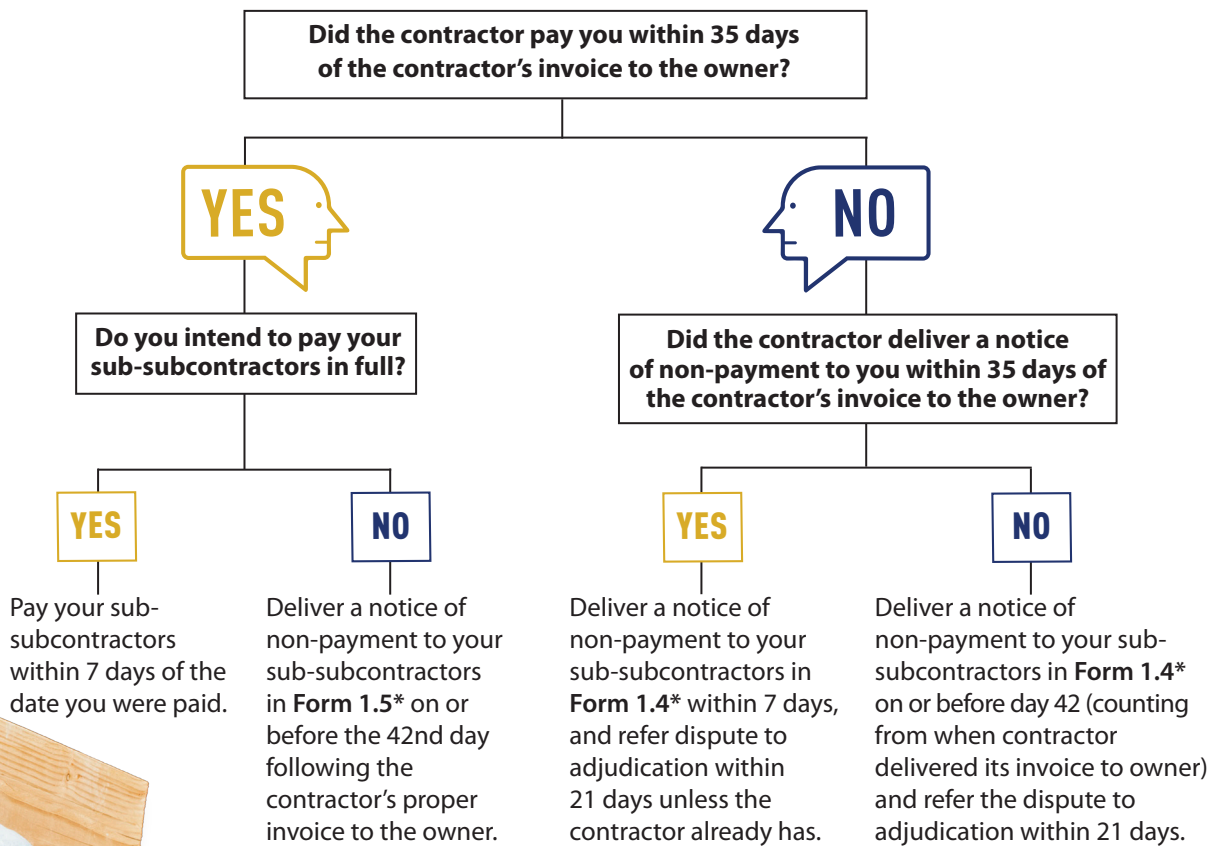 Did the contractor pay you within 35 days
of the contractor’s invoice to the owner?
YES
NO
Do you intend to pay your
sub-subcontractors in full?
Did the contractor deliver a notice
of non-payment to you within 35 days of
the contractor’s invoice to the owner?
YES
NO
YES
NO
Pay your sub-
subcontractors
within 7 days of the
date you were paid.
Deliver a notice of
non-payment to your
sub-subcontractors
in Form 1.5* on or
before the 42nd day
following the
contractor’s proper
invoice to the owner.
Deliver a notice of
non-payment to your
sub-subcontractors in
Form 1.4* within 7 days,
and refer dispute to
adjudication within
21 days unless the
contractor already has.
Deliver a notice of
non-payment to your sub-
subcontractors in Form 1.4*
on or before day 42 (counting
from when contractor
delivered its invoice to owner)
and refer the dispute to
adjudication within 21 days.